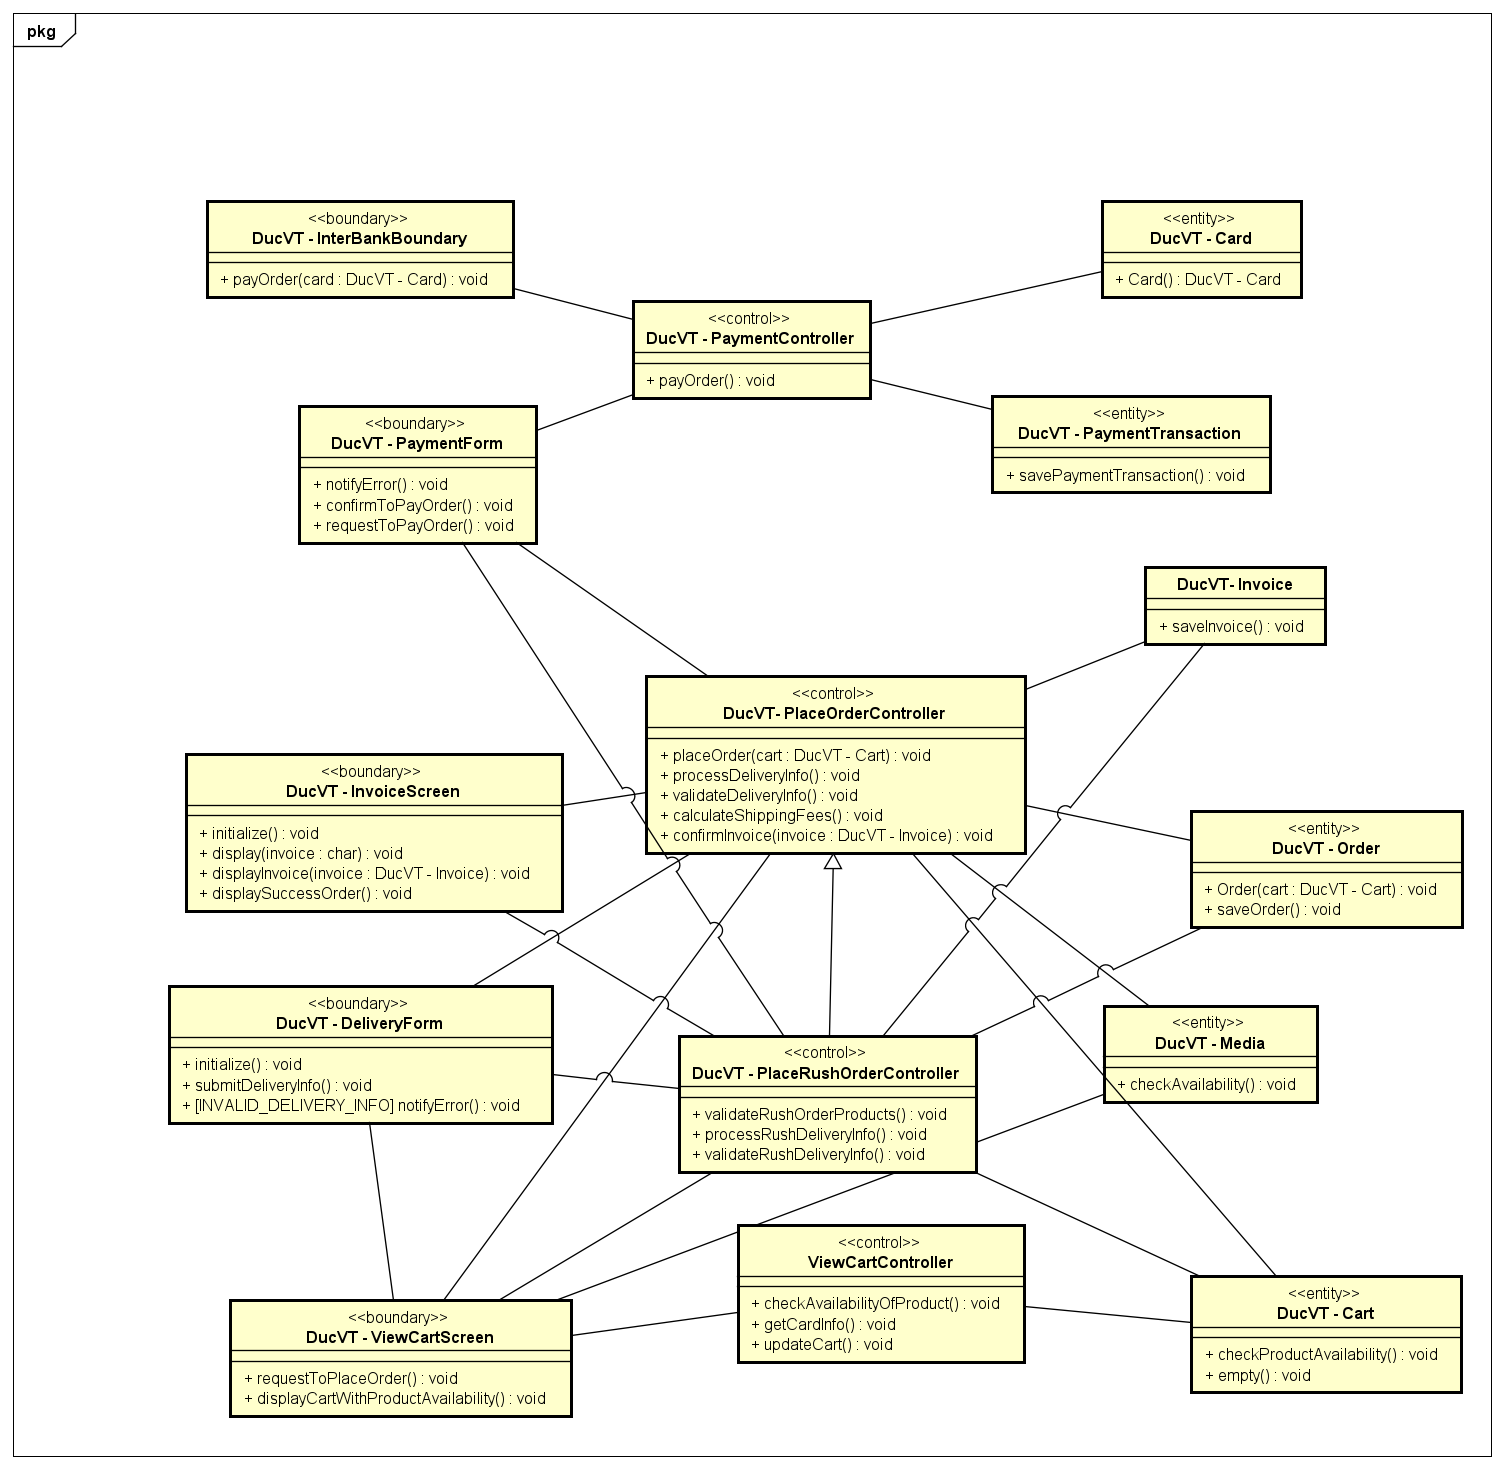 pkg
<<boundary>>
DucVT - InterBankBoundary
+ payOrder(card : DucVT - Card) : void
<<entity>>
DucVT - Card
+ Card() : DucVT - Card
<<control>>
DucVT - PaymentController
+ payOrder() : void
<<boundary>>
DucVT - PaymentForm
+ notifyError() : void
+ confirmToPayOrder() : void
+ requestToPayOrder() : void
<<entity>>
DucVT - PaymentTransaction
+ savePaymentTransaction() : void
DucVT- Invoice
+ saveInvoice() : void
<<control>>
DucVT- PlaceOrderController
+ placeOrder(cart : DucVT - Cart) : void
+ processDeliveryInfo() : void
+ validateDeliveryInfo() : void
+ calculateShippingFees() : void
+ confirmInvoice(invoice : DucVT - Invoice) : void
<<boundary>>
DucVT - InvoiceScreen
+ initialize() : void
+ display(invoice : char) : void
+ displayInvoice(invoice : DucVT - Invoice) : void
+ displaySuccessOrder() : void
<<entity>>
DucVT - Order
+ Order(cart : DucVT - Cart) : void
+ saveOrder() : void
<<boundary>>
DucVT - DeliveryForm
+ initialize() : void
+ submitDeliveryInfo() : void
+ [INVALID_DELIVERY_INFO] notifyError() : void
<<control>>
DucVT - PlaceRushOrderController
+ validateRushOrderProducts() : void
+ processRushDeliveryInfo() : void
+ validateRushDeliveryInfo() : void
<<entity>>
DucVT - Media
+ checkAvailability() : void
<<control>>
ViewCartController
+ checkAvailabilityOfProduct() : void
+ getCardInfo() : void
+ updateCart() : void
<<boundary>>
DucVT - ViewCartScreen
+ requestToPlaceOrder() : void
+ displayCartWithProductAvailability() : void
<<entity>>
DucVT - Cart
+ checkProductAvailability() : void
+ empty() : void